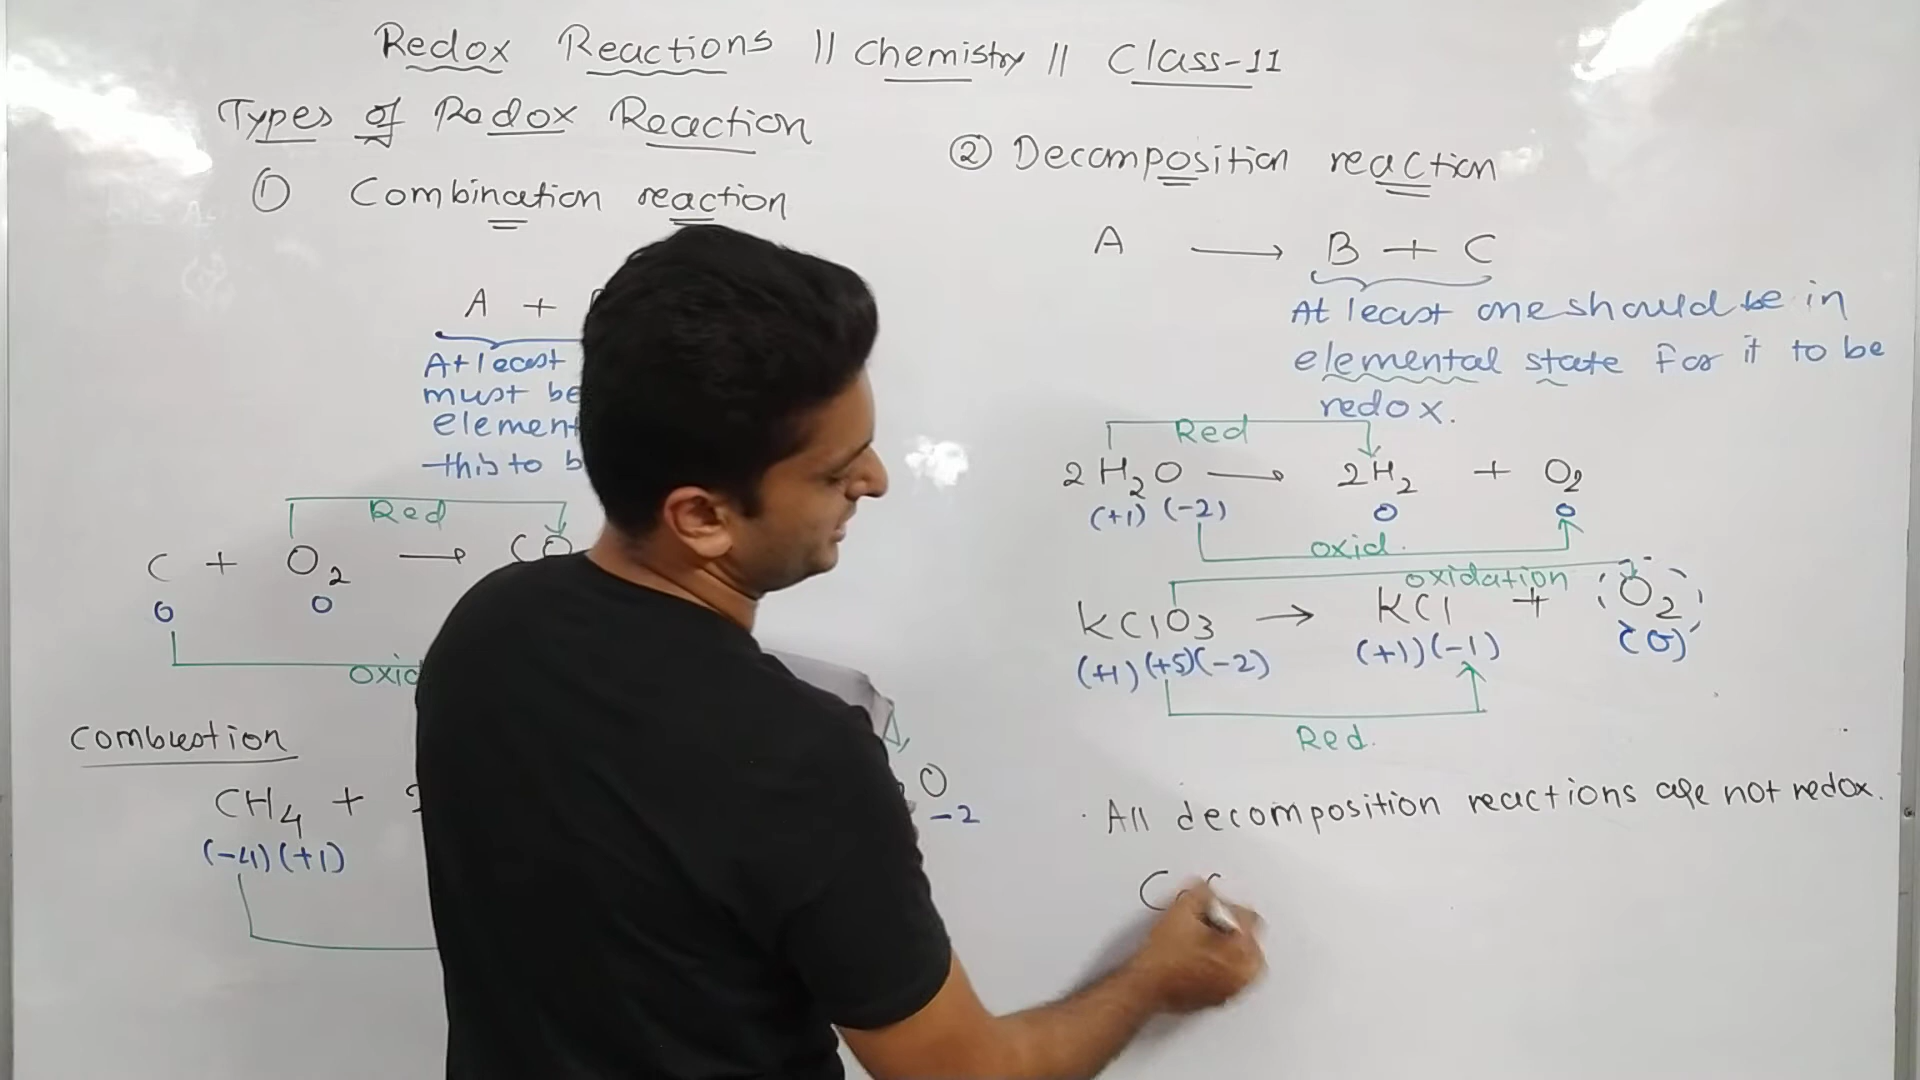 Redox Reactions || Chemistry || Class-11
Types of Redox Reaction
① Combination reaction
A +
At least
must be
element
this to b
Red
C + O2 → CO
0 0
oxid
Combustion
CH4 +
(-4)(+1)
Δ,
O
-2
② Decomposition reaction
A → B + C
At least one should be in
elemental state for it to be
redox.
Red
2H2O → 2H2 + O2
(+1) (-2) 0 0
oxid.
oxidation
KClO3 → KCl + O2
(+1) (+5)(-2) (+1)(-1) (0)
Red.
· All decomposition reactions are not redox.